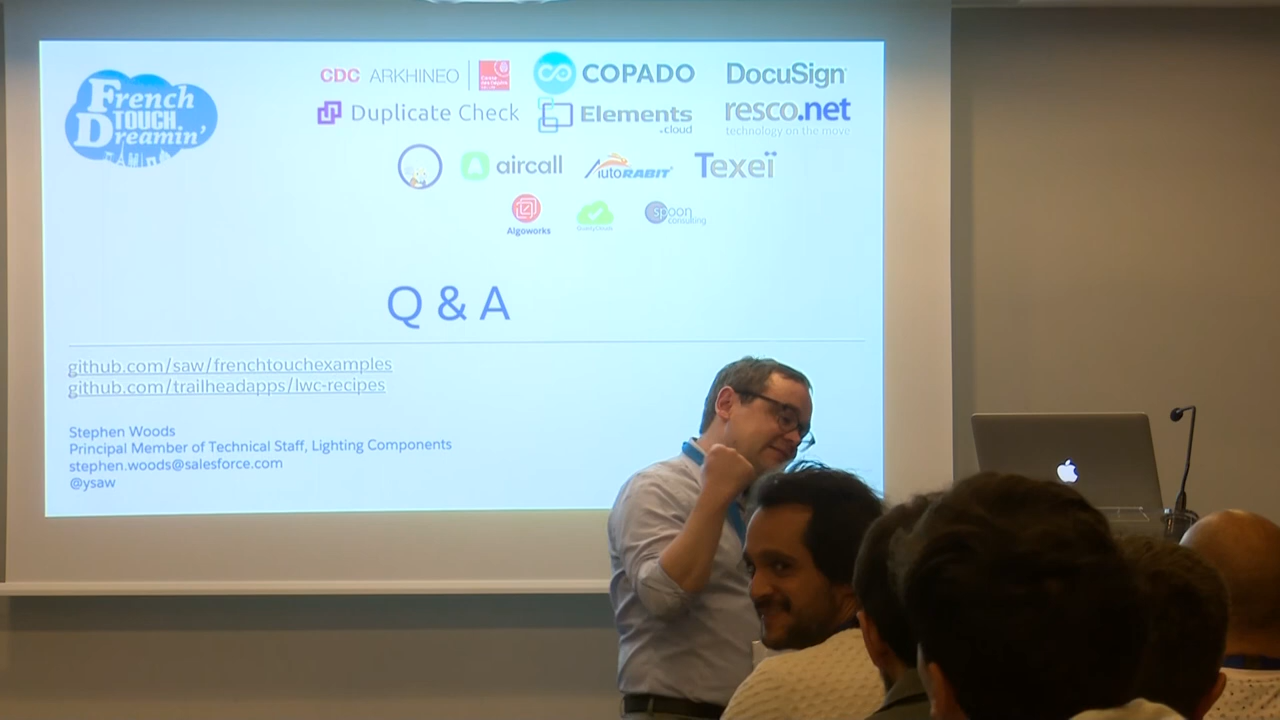 French
TOUCH
Dreamin'
CDC ARKHINEO
COPADO
DocuSign
Duplicate Check
Elements
.cloud
resco.net
technology on the move
aircall
AutoRABIT
Texeï
Algoworks
spoon
consulting
Q & A
github.com/saw/frenchtouchexamples
github.com/trailheadapps/lwc-recipes
Stephen Woods
Principal Member of Technical Staff, Lighting Components
stephen.woods@salesforce.com
@ysaw